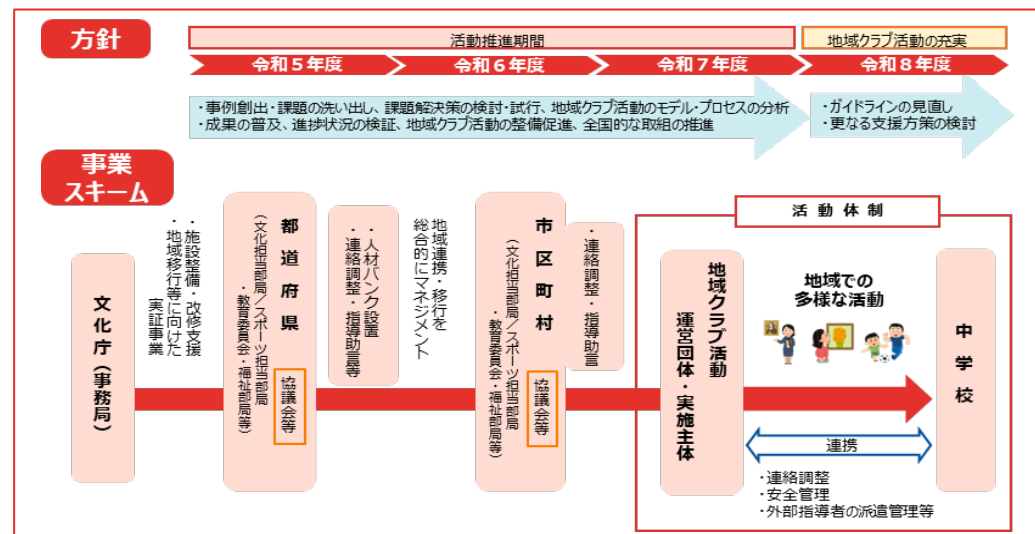 方針
活動推進期間
地域クラブ活動の充実
令和5年度
令和6年度
令和7年度
令和8年度
・事例創出・課題の洗い出し、課題解決策の検討・試行、地域クラブ活動のモデル・プロセスの分析
・成果の普及、進捗状況の検証、地域クラブ活動の整備促進、全国的な取組の推進
・ガイドラインの見直し
・更なる支援方策の検討
事業
スキーム
文化庁(事務局)
・施設整備・改修支援
・地域移行等に向けた
実証事業
都道府県
(文化担当部局/スポーツ担当部局
・教育委員会・福祉部局等)
協議会等
・人材バンク設置
・連絡調整・指導助言等
地域連携・移行を
総合的にマネジメント
市区町村
(文化担当部局/スポーツ担当部局
・教育委員会・福祉部局等)
協議会等
・連絡調整・指導助言
活動体制
地域クラブ活動
運営団体・実施主体
地域での
多様な活動
連携
・連絡調整
・安全管理
・外部指導者の派遣管理等
中学校